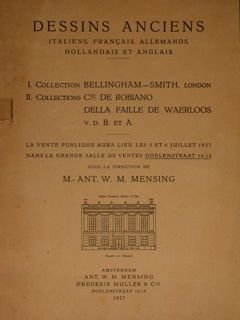 DESSINS ANCIENS
ITALIENS, FRANÇAIS, ALLEMANDS,
HOLLANDAIS ET ANGLAIS.
I. COLLECTION BELLINGHAM—SMITH, LONDON
II. COLLECTIONS CTE. DE ROBIANO
DELLA FAILLE DE WAERLOOS
V. D. B. ET A.
LA VENTE PUBLIQUE AURA LIEU LES 5 ET 6 JUILLET 1927
DANS LA GRANDE SALLE DE VENTES DOELENSTRAAT 16-18
SOUS LA DIRECTION DE
M.-ANT. W. M. MENSING
AMSTERDAM
ANT. W. M. MENSING
(FREDERIK MULLER & CIE)
DOELENSTRAAT 16-18
1927